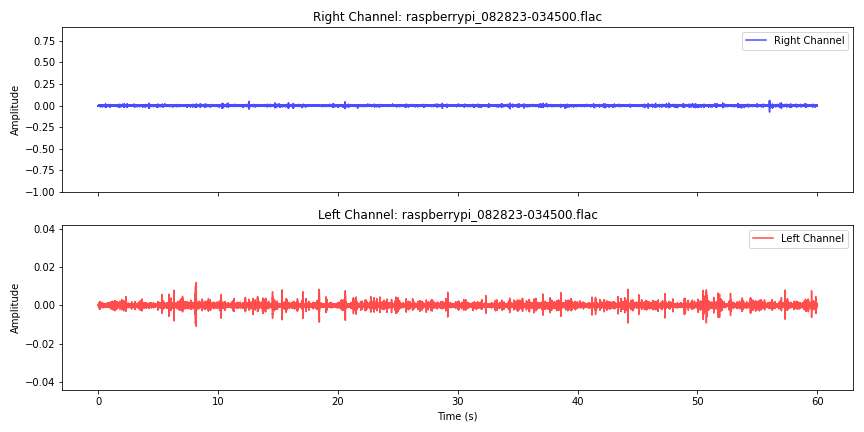 Right Channel: raspberrypi_082823-034500.flac
Right Channel
0.75
0.50
0.25
0.00
−0.25
−0.50
−0.75
−1.00
Amplitude
Left Channel: raspberrypi_082823-034500.flac
Left Channel
0.04
0.02
0.00
−0.02
−0.04
Amplitude
0 10 20 30 40 50 60
Time (s)